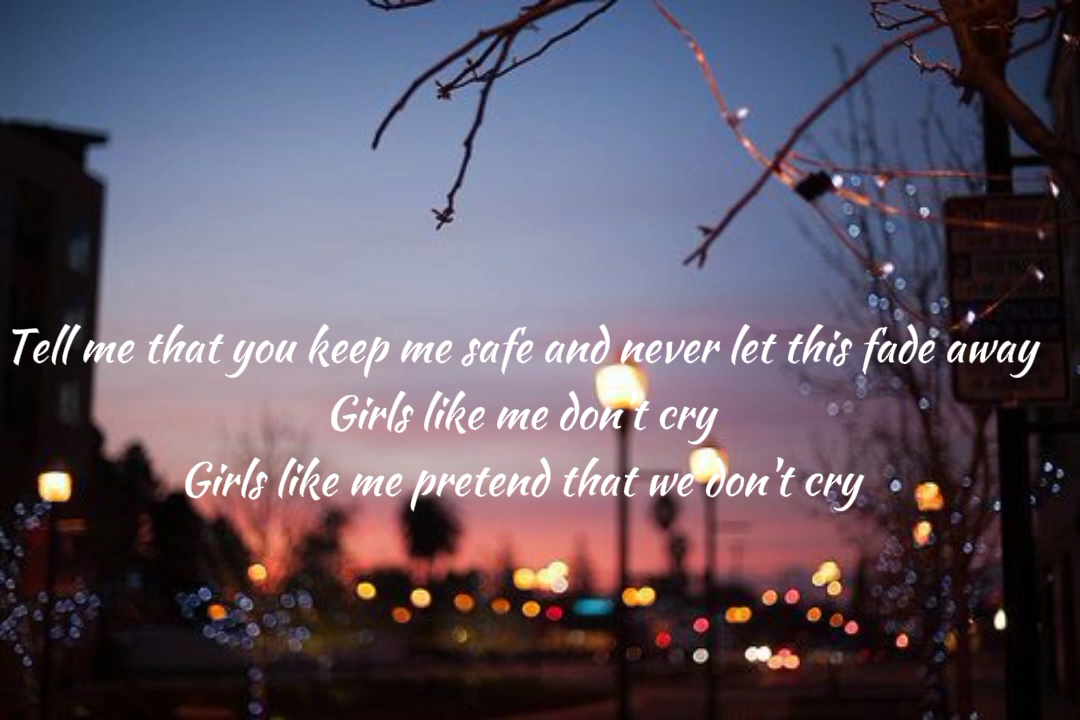 Tell me that you keep me safe and never let this fade away
Girls like me don't cry
Girls like me pretend that we don't cry